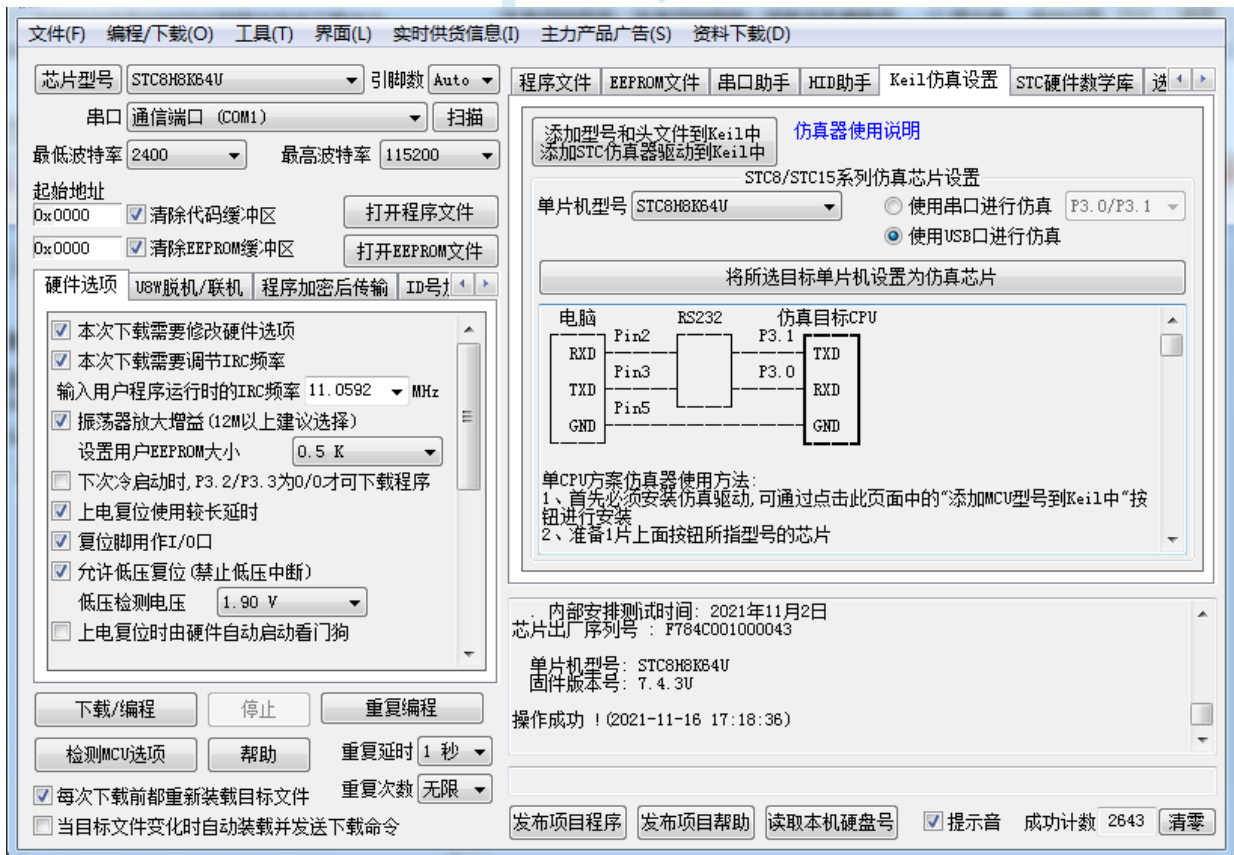 文件(F) 编程/下载(O) 工具(T) 界面(L) 实时供货信息(I) 主力产品广告(S) 资料下载(D)
芯片型号 STC8H8K64U 引脚数 Auto
串口 通信端口 (COM1) 扫描
最低波特率 2400 最高波特率 115200
起始地址
0x0000 清除代码缓冲区 打开程序文件
0x0000 清除EEPROM缓冲区 打开EEPROM文件
硬件选项 U8W脱机/联机 程序加密后传输
本次下载需要修改硬件选项
本次下载需要调节IRC频率
输入用户程序运行时的IRC频率 11.0592 MHz
振荡器放大增益(12M以上建议选择)
设置用户EEPROM大小 0.5 K
下次冷启动时,P3.2/P3.3为0/0才可下载程序
上电复位使用较长延时
复位脚用作I/O口
允许低压复位(禁止低压中断)
低压检测电压 1.90 V
上电复位时由硬件自动启动看门狗
下载/编程 停止 重复编程
检测MCU选项 帮助 重复延时 1 秒
每次下载前都重新装载目标文件 重复次数 无限
当目标文件变化时自动装载并发送下载命令
程序文件 EEPROM文件 串口助手 HID助手 Keil仿真设置 STC硬件数学库 选
添加型号和头文件到Keil中 仿真器使用说明
添加STC仿真器驱动到Keil中
STC8/STC15系列仿真芯片设置
单片机型号 STC8H8K64U 使用串口进行仿真 P3.0/P3.1
使用USB口进行仿真
将所选目标单片机设置为仿真芯片
电脑 RS232 仿真目标CPU
Pin2 P3.1
RXD TXD
Pin3 P3.0
TXD RXD
Pin5
GND GND
单CPU方案仿真器使用方法:
1、首先必须安装仿真驱动,可通过点击此页面中的“添加MCU型号到Keil中”按
钮进行安装
2、准备1片上面按钮所指型号的芯片
. 内部安排测试时间: 2021年11月2日
芯片出厂序列号 : F784C001000043
单片机型号: STC8H8K64U
固件版本号: 7.4.3U
操作成功 !(2021-11-16 17:18:36)
发布项目程序 发布项目帮助 读取本机硬盘号 提示音 成功计数 2643 清零